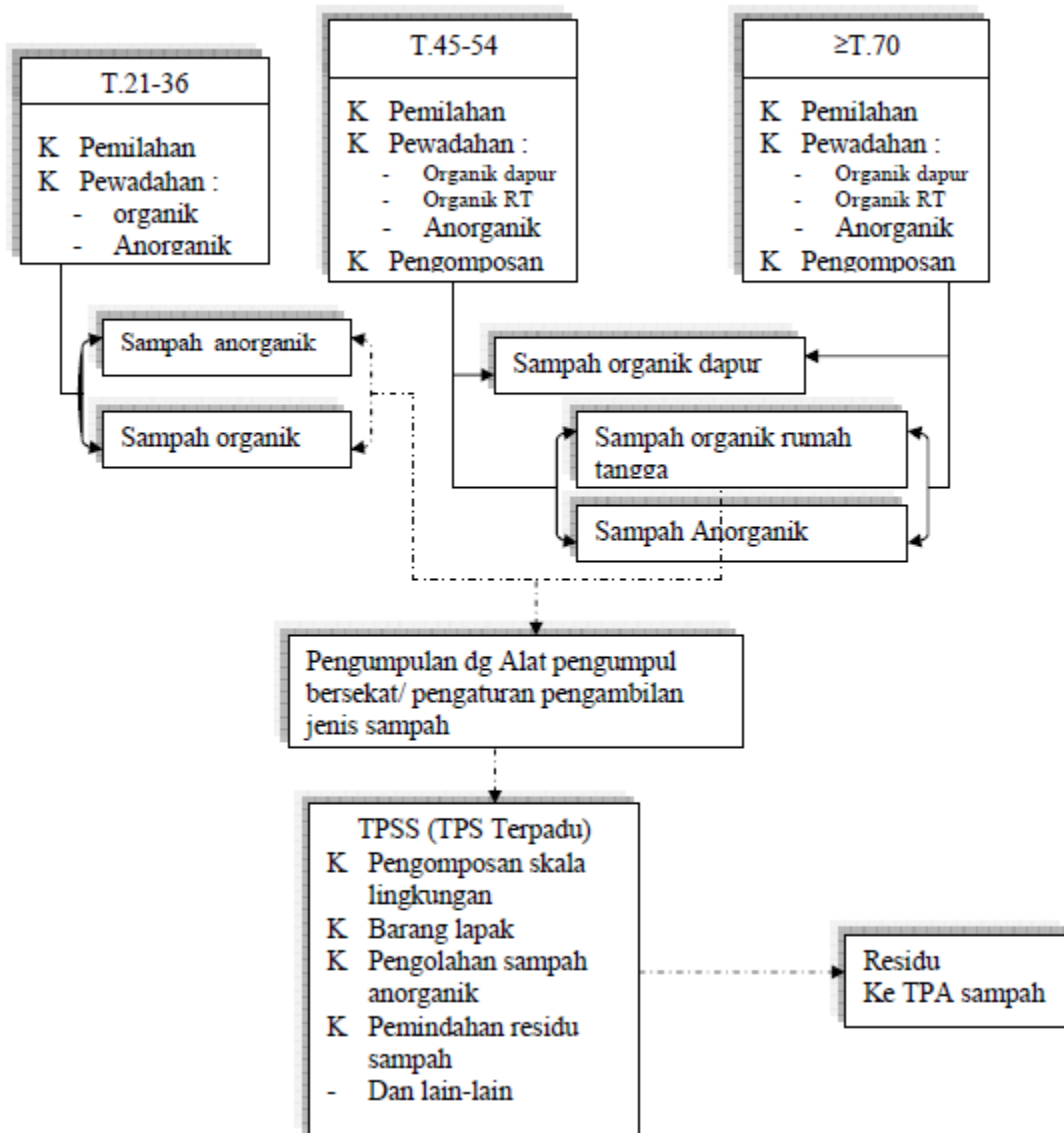 T.21-36
K Pemilahan
K Pewadahan :
- organik
- Anorganik
T.45-54
K Pemilahan
K Pewadahan :
- Organik dapur
- Organik RT
- Anorganik
K Pengomposan
≥T.70
K Pemilahan
K Pewadahan :
- Organik dapur
- Organik RT
- Anorganik
K Pengomposan
Sampah anorganik
Sampah organik
Sampah organik dapur
Sampah organik rumah
tangga
Sampah Anorganik
Pengumpulan dg Alat pengumpul
bersekat/ pengaturan pengambilan
jenis sampah
TPSS (TPS Terpadu)
K Pengomposan skala
lingkungan
K Barang lapak
K Pengolahan sampah
anorganik
K Pemindahan residu
sampah
- Dan lain-lain
Residu
Ke TPA sampah